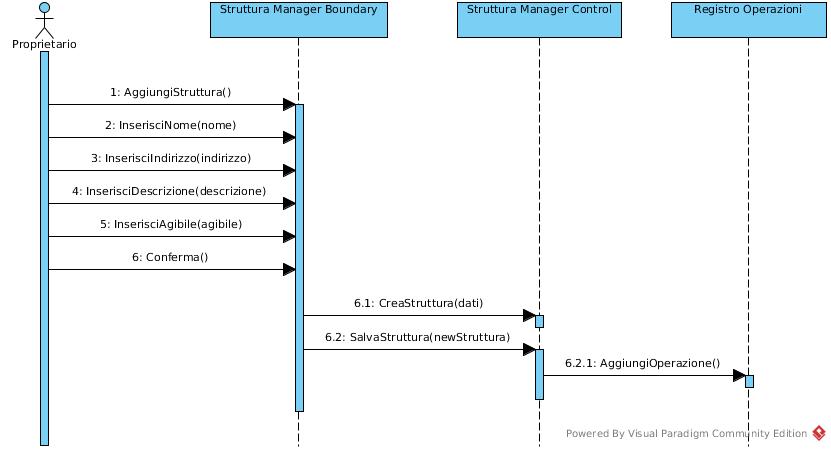 Struttura Manager Boundary
Struttura Manager Control
Registro Operazioni
Proprietario
1: AggiungiStruttura()
2: InserisciNome(nome)
3: InserisciIndirizzo(indirizzo)
4: InserisciDescrizione(descrizione)
5: InserisciAgibile(agibile)
6: Conferma()
6.1: CreaStruttura(dati)
6.2: SalvaStruttura(newStruttura)
6.2.1: AggiungiOperazione()
Powered By Visual Paradigm Community Edition